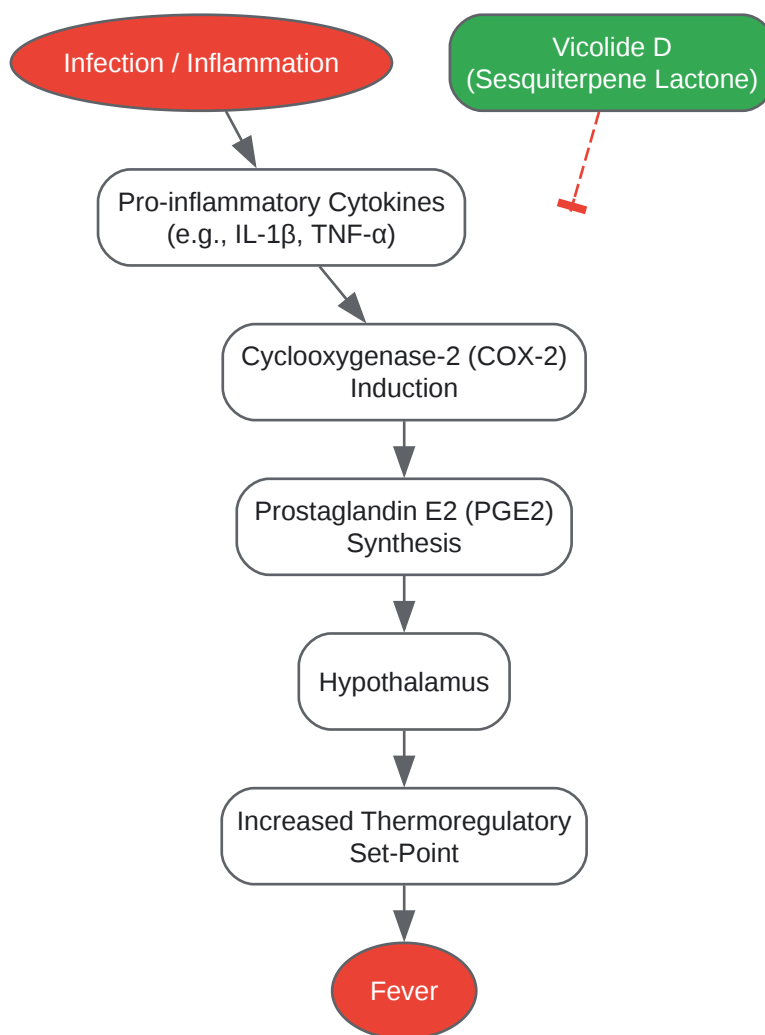 Infection / Inflammation
Vicolide D
(Sesquiterpene Lactone)
Pro-inflammatory Cytokines
(e.g., IL-1β, TNF-α)
Cyclooxygenase-2 (COX-2)
Induction
Prostaglandin E2 (PGE2)
Synthesis
Hypothalamus
Increased Thermoregulatory
Set-Point
Fever